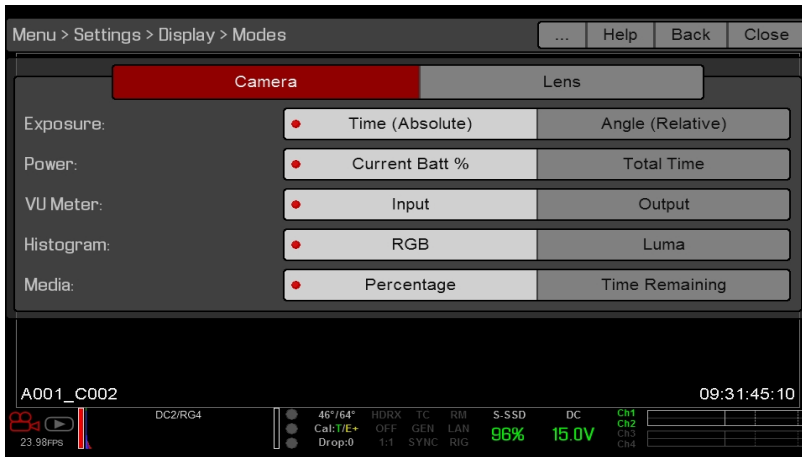 Menu > Settings > Display > Modes ... Help Back Close
Camera Lens
Exposure: Time (Absolute) Angle (Relative)
Power: Current Batt % Total Time
VU Meter: Input Output
Histogram: RGB Luma
Media: Percentage Time Remaining
A001_C002 09:31:45:10
DC2/RG4 46°/64° HDRX TC RM S-SSD DC Ch1
Cal:T/E+ OFF GEN LAN 96% 15.0V Ch2
23.98FPS Drop:0 1:1 SYNC RIG Ch3
Ch4